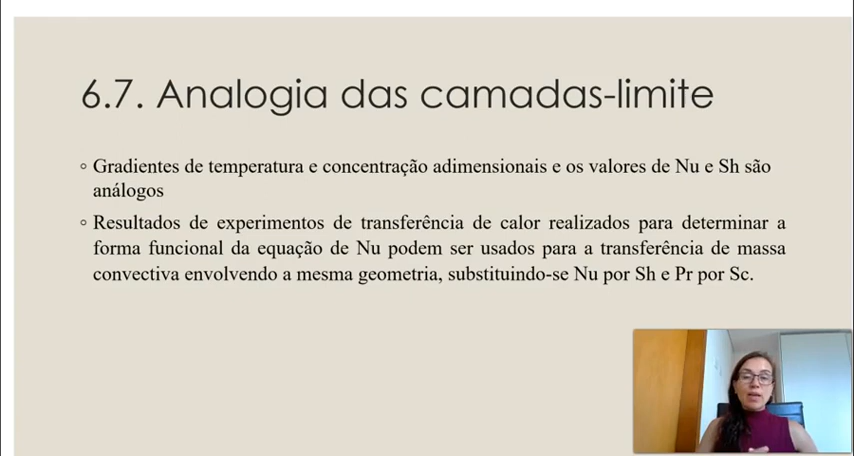 6.7. Analogia das camadas-limite
◦ Gradientes de temperatura e concentração adimensionais e os valores de Nu e Sh são
análogos
◦ Resultados de experimentos de transferência de calor realizados para determinar a
forma funcional da equação de Nu podem ser usados para a transferência de massa
convectiva envolvendo a mesma geometria, substituindo-se Nu por Sh e Pr por Sc.